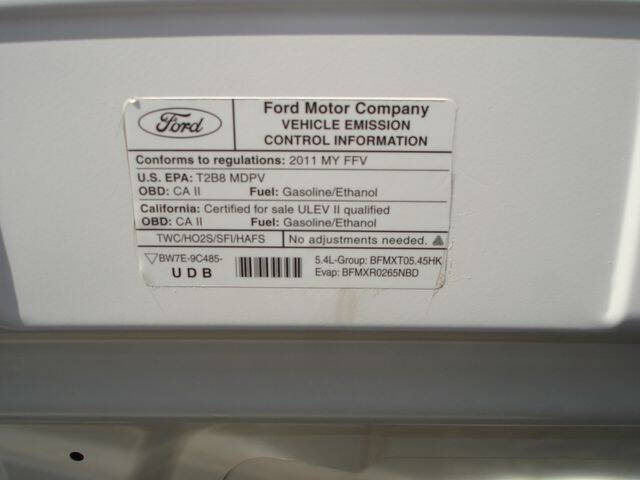 Ford
Ford Motor Company
VEHICLE EMISSION
CONTROL INFORMATION
Conforms to regulations: 2011 MY FFV
U.S. EPA: T2B8 MDPV
OBD: CA II Fuel: Gasoline/Ethanol
California: Certified for sale ULEV II qualified
OBD: CA II Fuel: Gasoline/Ethanol
TWC/HO2S/SFI/HAFS No adjustments needed.
BW7E-9C485-
UDB
5.4L-Group: BFMXT05.45HK
Evap: BFMXR0265NBD